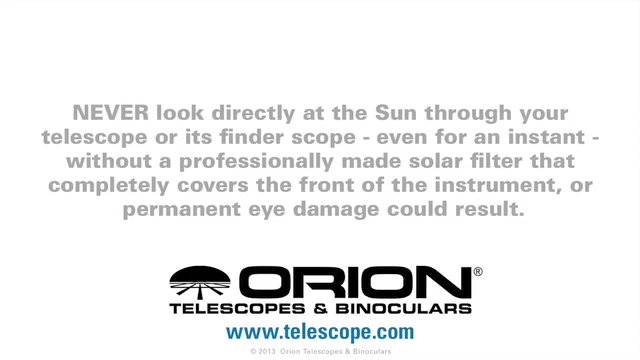 NEVER look directly at the Sun through your
telescope or its finder scope - even for an instant -
without a professionally made solar filter that
completely covers the front of the instrument, or
permanent eye damage could result.
ORION®
TELESCOPES & BINOCULARS
www.telescope.com
© 2013 Orion Telescopes & Binoculars